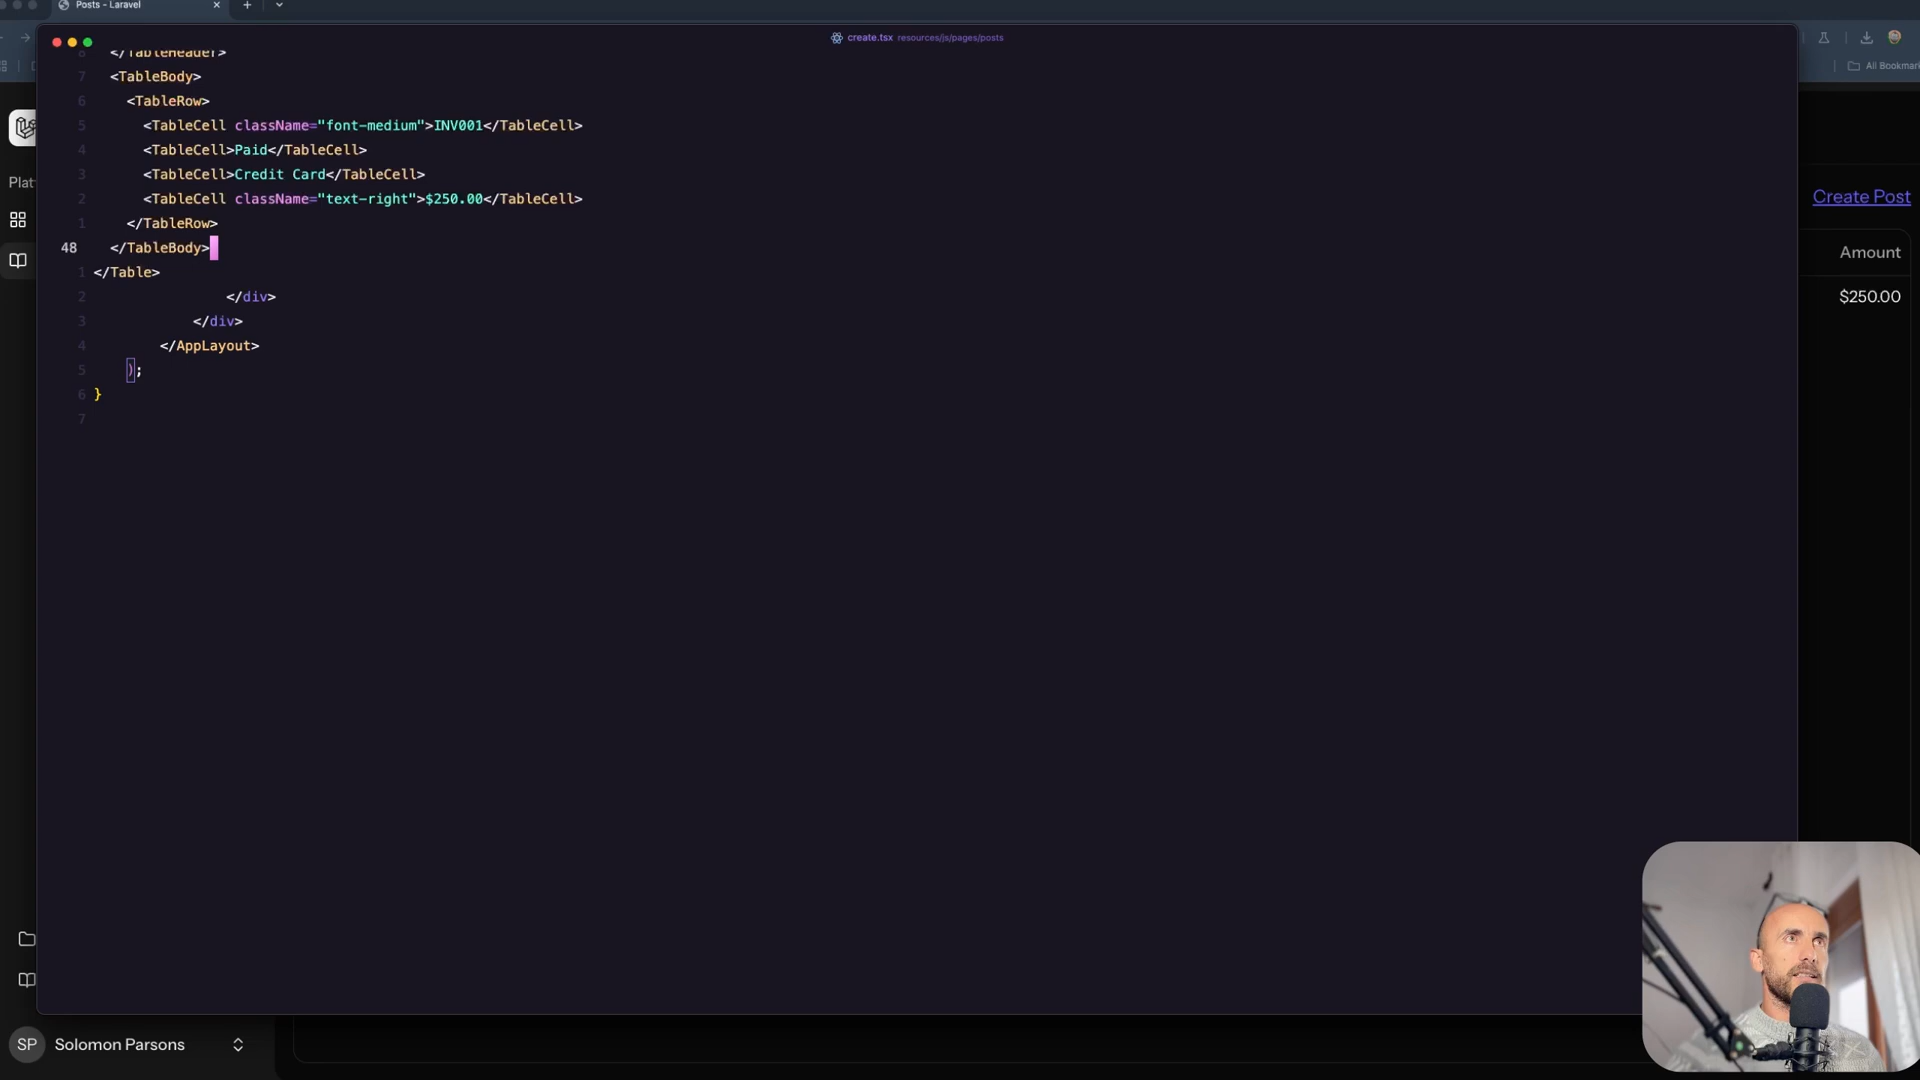 Posts - Laravel
create.tsx resources/js/pages/posts
All Bookmar
8 </TableHeader>
7 <TableBody>
6 <TableRow>
5 <TableCell className="font-medium">INV001</TableCell>
4 <TableCell>Paid</TableCell>
3 <TableCell>Credit Card</TableCell>
2 <TableCell className="text-right">$250.00</TableCell>
1 </TableRow>
48 </TableBody>
1 </Table>
2 </div>
3 </div>
4 </AppLayout>
5 );
6 }
7
Plat
Create Post
Amount
$250.00
SP Solomon Parsons